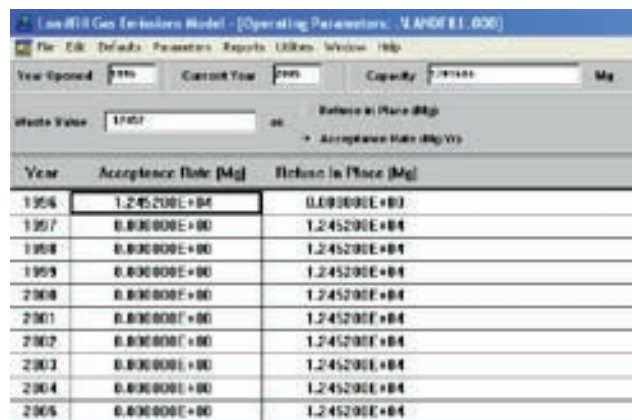 Landfill Gas Emissions Model - [Operating Parameters: .\LANDFILL.000]
File Edit Defaults Parameters Reports Utilities Window Help
Year Opened 1996 Current Year 2005 Capacity Mg
Waste Value 12452 as Refuse in Place (Mg)
Acceptance Rate (Mg/Yr)
Year Acceptance Rate (Mg) Refuse In Place (Mg)
1996 1.245200E+04 0.000000E+00
1997 0.000000E+00 1.245200E+04
1998 0.000000E+00 1.245200E+04
1999 0.000000E+00 1.245200E+04
2000 0.000000E+00 1.245200E+04
2001 0.000000E+00 1.245200E+04
2002 0.000000E+00 1.245200E+04
2003 0.000000E+00 1.245200E+04
2004 0.000000E+00 1.245200E+04
2005 0.000000E+00 1.245200E+04